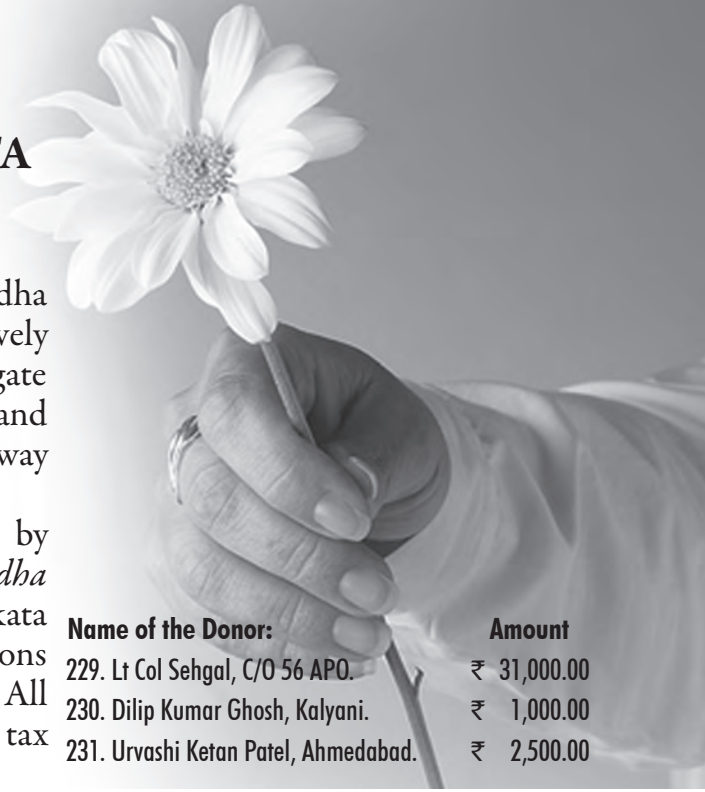 TA
dha
vely
gate
and
way
by
dha
kata
ons
All
tax
Name of the Donor: Amount
229. Lt Col Sehgal, C/O 56 APO. ₹ 31,000.00
230. Dilip Kumar Ghosh, Kalyani. ₹ 1,000.00
231. Urvashi Ketan Patel, Ahmedabad. ₹ 2,500.00